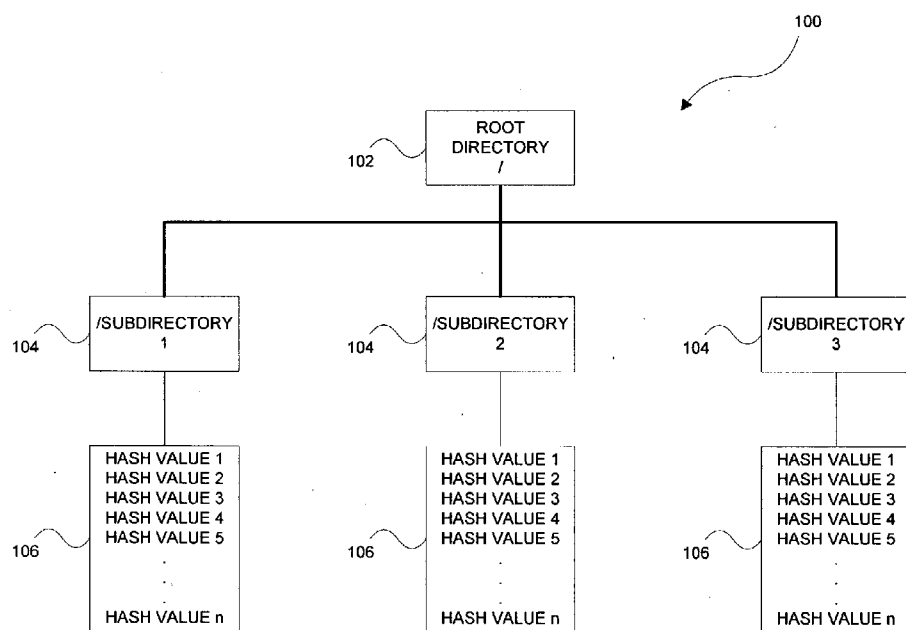 100
ROOT
DIRECTORY
/
102
/SUBDIRECTORY
1
104
/SUBDIRECTORY
2
104
/SUBDIRECTORY
3
104
HASH VALUE 1
HASH VALUE 2
HASH VALUE 3
HASH VALUE 4
HASH VALUE 5
.
.
.
HASH VALUE n
106
HASH VALUE 1
HASH VALUE 2
HASH VALUE 3
HASH VALUE 4
HASH VALUE 5
.
.
.
HASH VALUE n
106
HASH VALUE 1
HASH VALUE 2
HASH VALUE 3
HASH VALUE 4
HASH VALUE 5
.
.
.
HASH VALUE n
106